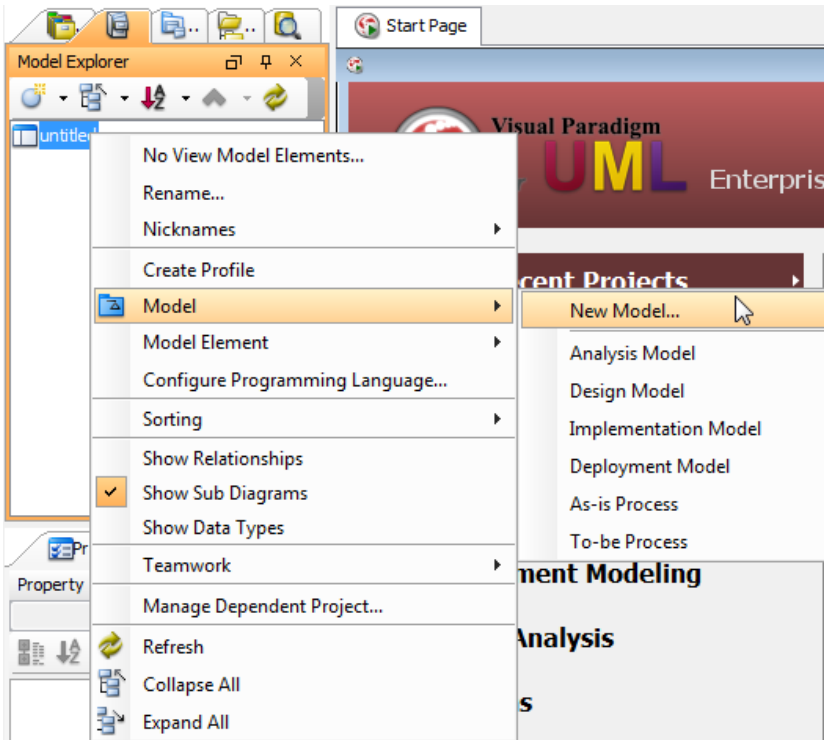 Start Page
Model Explorer
untitled
Visual Paradigm
UML Enterpris
No View Model Elements...
Rename...
Nicknames
Create Profile
Model
Model Element
Configure Programming Language...
Sorting
Show Relationships
Show Sub Diagrams
Show Data Types
Teamwork
Manage Dependent Project...
Refresh
Collapse All
Expand All
cent Projects
New Model...
Analysis Model
Design Model
Implementation Model
Deployment Model
As-is Process
To-be Process
Pr
Property
ment Modeling
Analysis
s